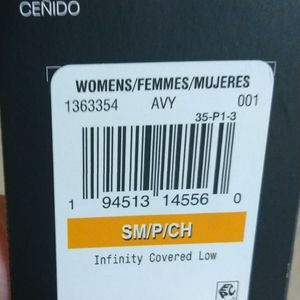 CEÑIDO
WOMENS/FEMMES/MUJERES
1363354 AVY 001
35-P1-3
1 94513 14556 0
SM/P/CH
Infinity Covered Low